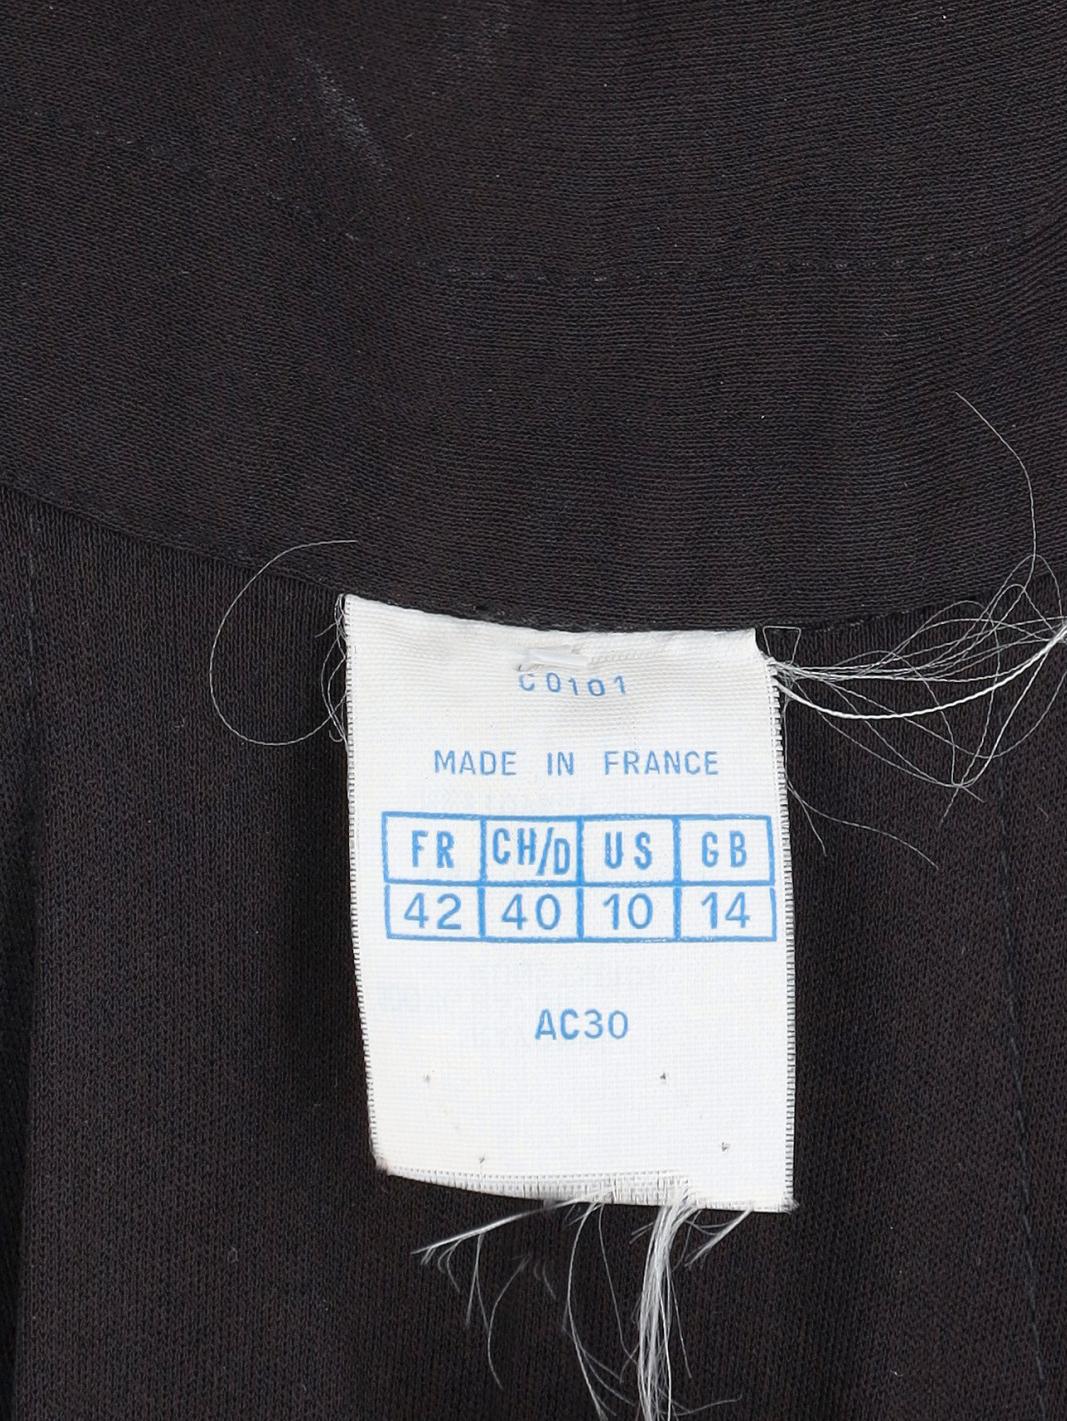 C0101
MADE IN FRANCE
FR CH/D US GB
42 40 10 14
AC30